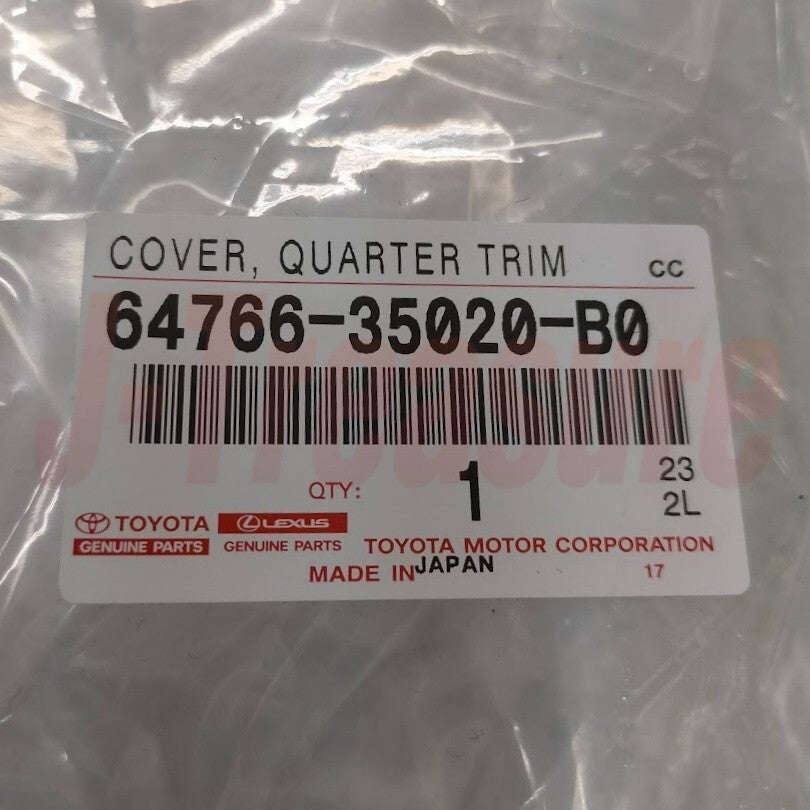 COVER, QUARTER TRIM CC
64766-35020-B0
J-Treasure
QTY: 1 23
2L
TOYOTA LEXUS
GENUINE PARTS GENUINE PARTS TOYOTA MOTOR CORPORATION
MADE IN JAPAN 17